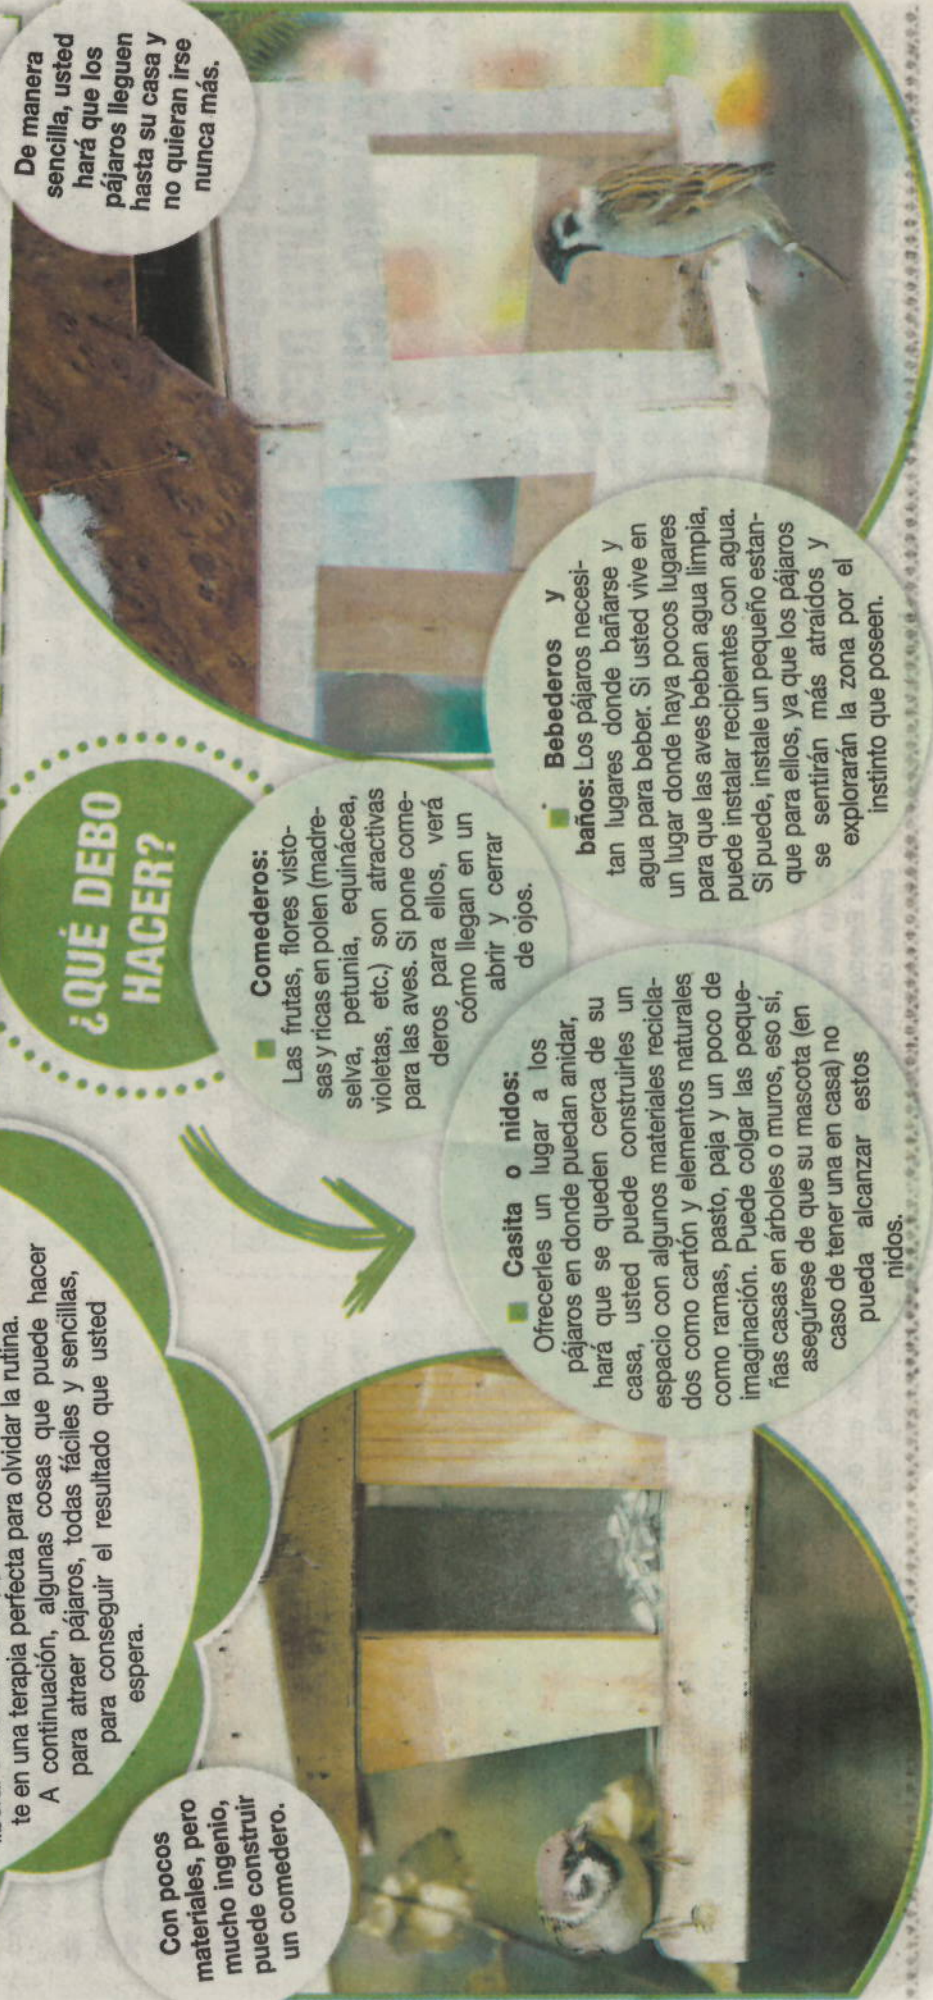 te en una terapia perfecta para olvidar la rutina.
A continuación, algunas cosas que puede hacer
para atraer pájaros, todas fáciles y sencillas,
para conseguir el resultado que usted
espera.
Con pocos
materiales, pero
mucho ingenio,
puede construir
un comedero.
¿QUÉ DEBO
HACER?
De manera
sencilla, usted
hará que los
pájaros lleguen
hasta su casa y
no quieran irse
nunca más.
Comederos:
Las frutas, flores visto-
sas y ricas en polen (madre-
selva, petunia, equinácea,
violetas, etc.) son atractivas
para las aves. Si pone come-
deros para ellos, verá
cómo llegan en un
abrir y cerrar
de ojos.
Casita o nidos:
Ofrecerles un lugar a los
pájaros en donde puedan anidar,
hará que se queden cerca de su
casa, usted puede construirles un
espacio con algunos materiales recicla-
dos como cartón y elementos naturales
como ramas, pasto, paja y un poco de
imaginación. Puede colgar las peque-
ñas casas en árboles o muros, eso sí,
asegúrese de que su mascota (en
caso de tener una en casa) no
pueda alcanzar estos
nidos.
Bebederos y
baños: Los pájaros necesi-
tan lugares donde bañarse y
agua para beber. Si usted vive en
un lugar donde haya pocos lugares
para que las aves beban agua limpia,
puede instalar recipientes con agua.
Si puede, instale un pequeño estan-
que para ellos, ya que los pájaros
se sentirán más atraídos y
explorarán la zona por el
instinto que poseen.